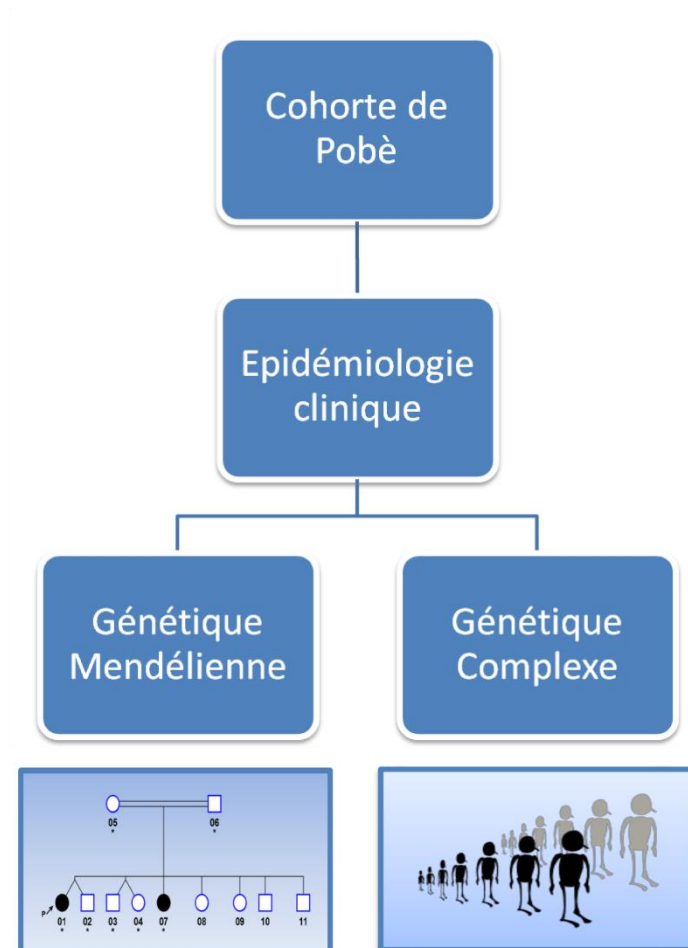 Cohorte de
Pobè
Epidémiologie
clinique
Génétique
Mendélienne
Génétique
Complexe
05
*
06
*
P
01
*
02
*
03
*
04
*
07
*
08
09
10
11